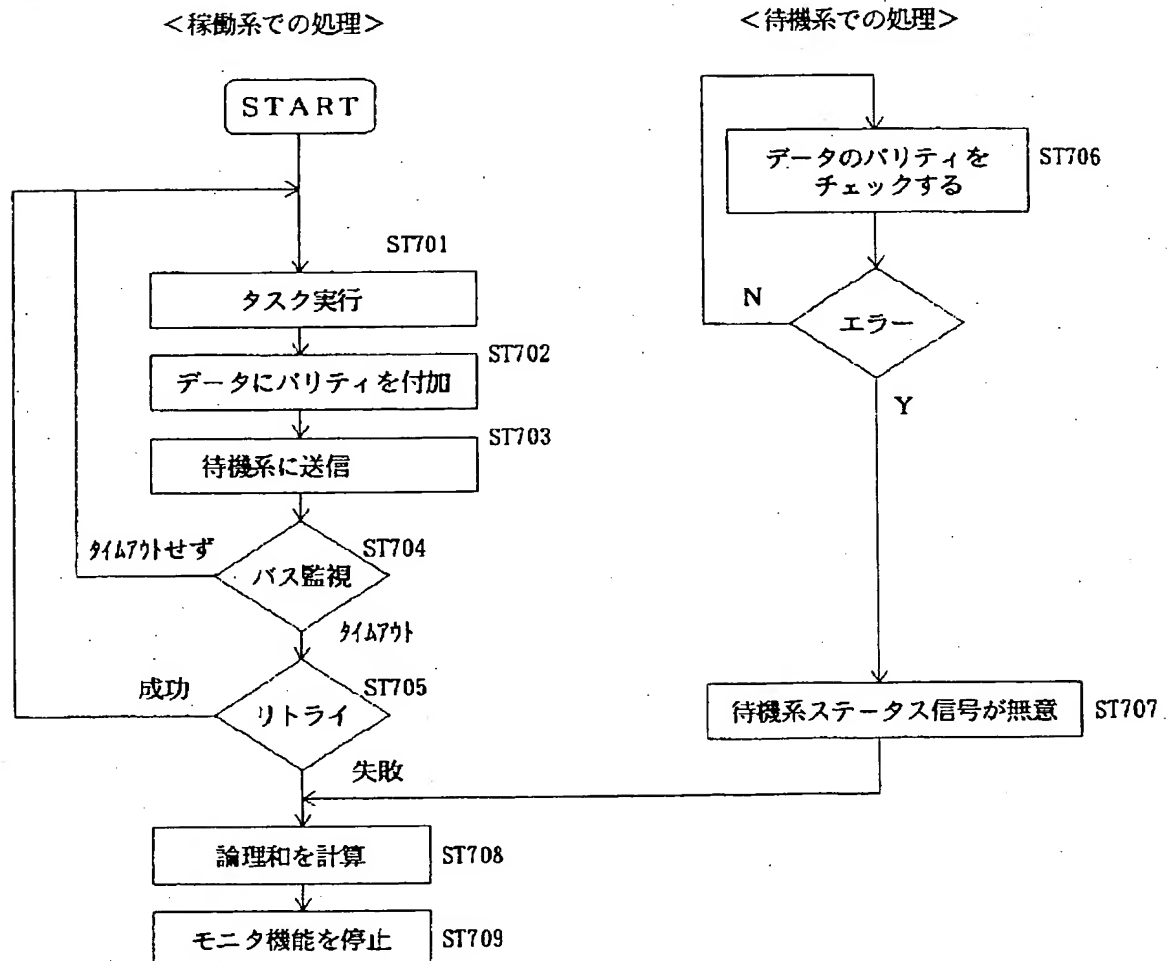 <稼働系での処理>
START
ST701
タスク実行
ST702
データにパリティを付加
ST703
待機系に送信
タイムアウトせず
ST704
バス監視
タイムアウト
成功
ST705
リトライ
失敗
論理和を計算
ST708
モニタ機能を停止
ST709
<待機系での処理>
データのパリティを
チェックする
ST706
N
エラー
Y
待機系ステータス信号が無意
ST707